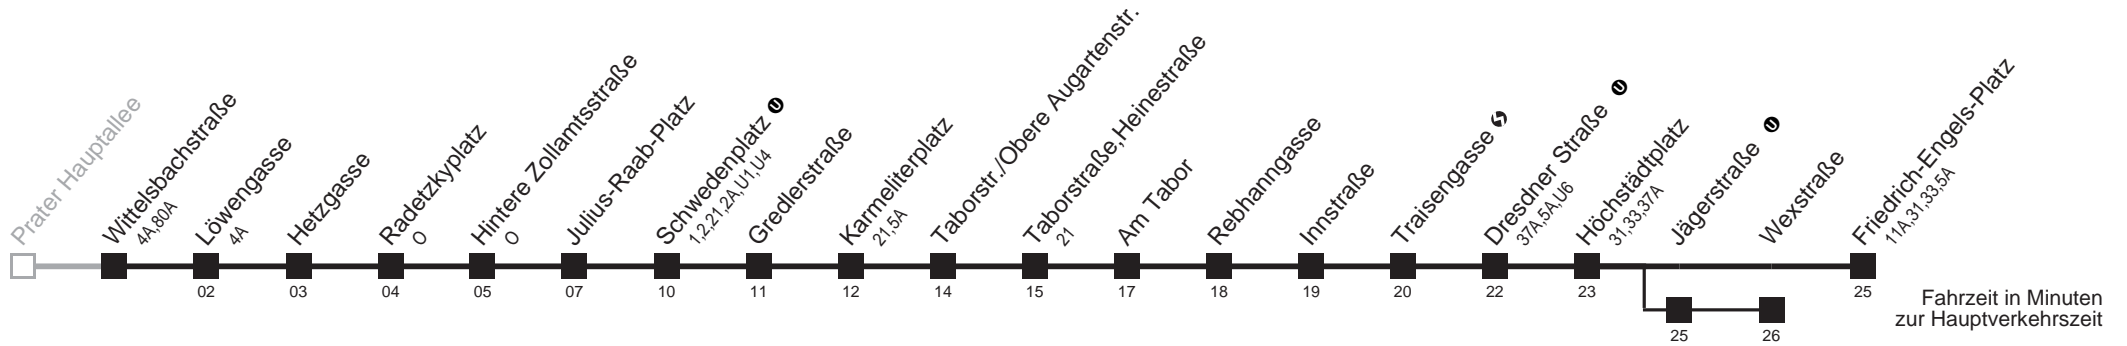 Prater Hauptallee
Wittelsbachstraße
4A,80A
Löwengasse
4A
Hetzgasse
Radetzkyplatz
O
Hintere Zollamtsstraße
O
Julius-Raab-Platz
Schwedenplatz U
1,2,21,2A,U1,U4
Gredlerstraße
Karmeliterplatz
21,5A
Taborstr./Obere Augartenstr.
Taborstraße,Heinestraße
21
Am Tabor
Rebhanngasse
Innstraße
Traisengasse
Dresdner Straße U
37A,5A,U6
Höchstädtplatz
31,33,37A
Jägerstraße U
Wexstraße
Friedrich-Engels-Platz
11A,31,33,5A
02 03 04 05 07 10 11 12 14 15 17 18 19 20 22 23 25
25 26
Fahrzeit in Minuten
zur Hauptverkehrszeit